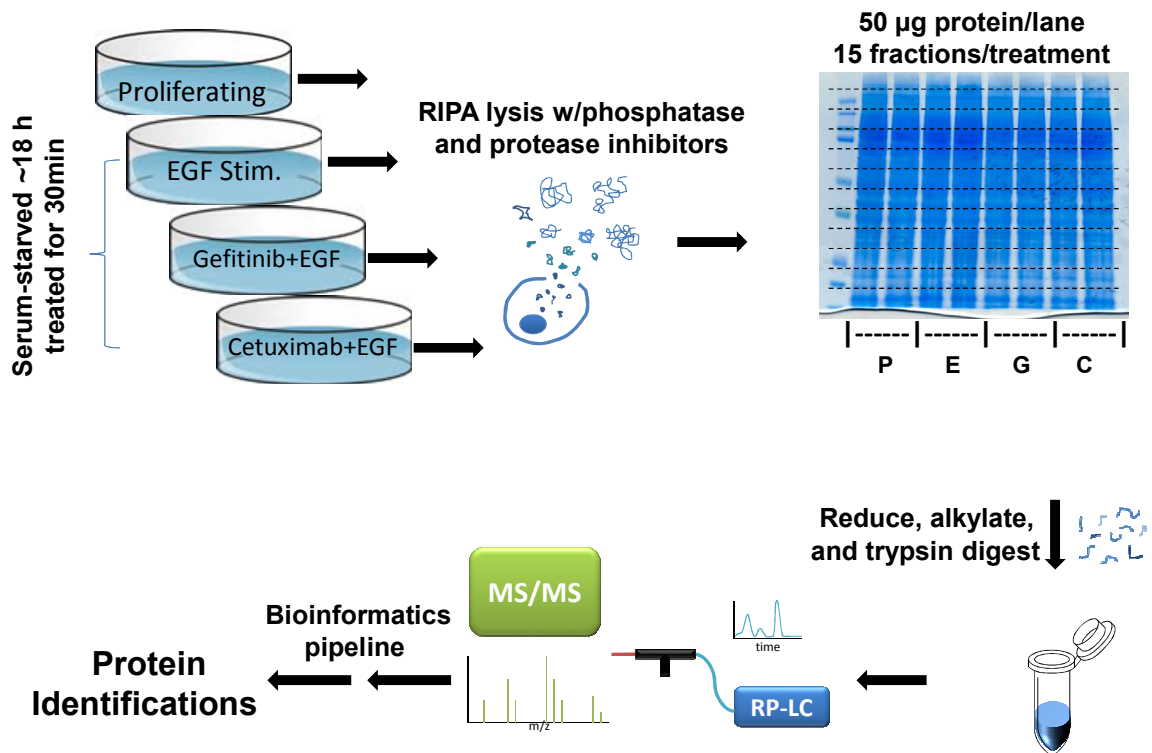 Serum-starved ~18 h
treated for 30min
Proliferating
EGF Stim.
Gefitinib+EGF
Cetuximab+EGF
RIPA lysis w/phosphatase
and protease inhibitors
50 µg protein/lane
15 fractions/treatment
P E G C
Reduce, alkylate,
and trypsin digest
time
RP-LC
MS/MS
m/z
Bioinformatics
pipeline
Protein
Identifications